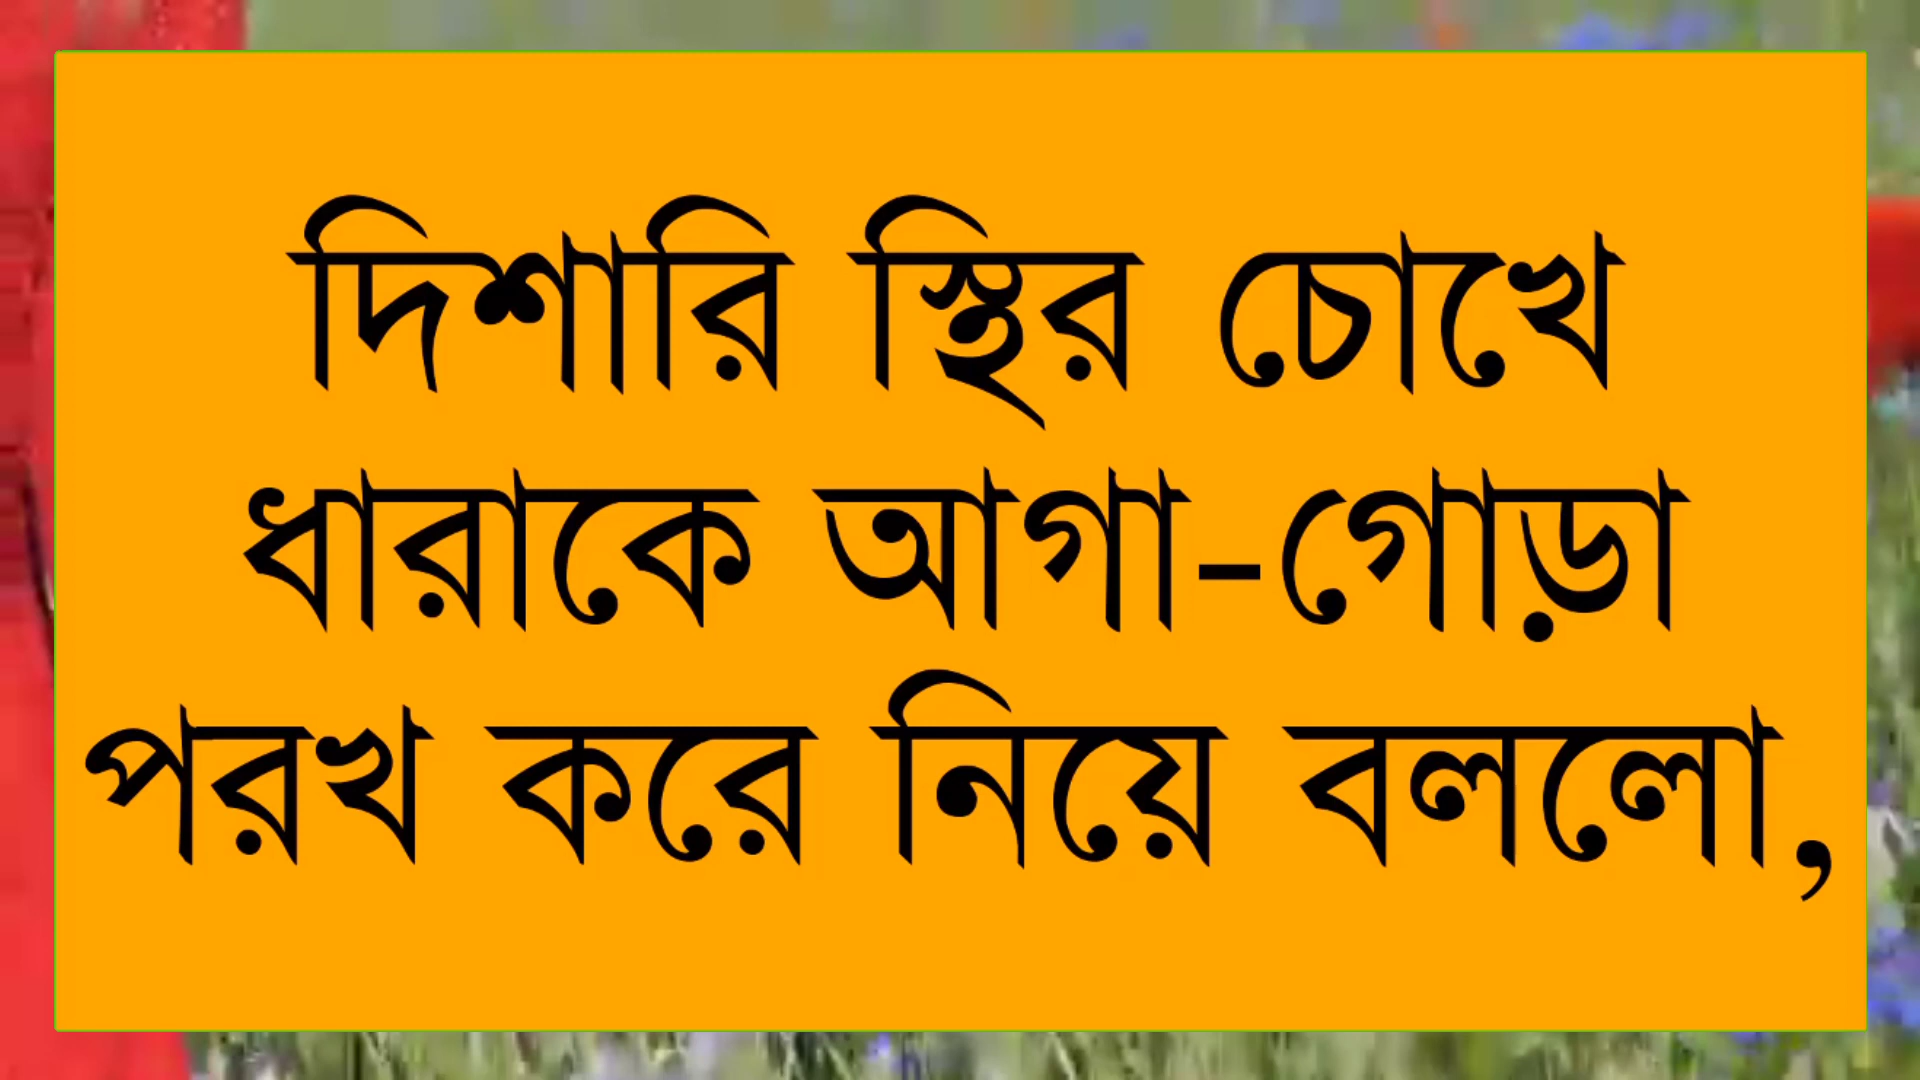 দিশারি স্থির চোখে
ধারাকে আগা-গোড়া
পরখ করে নিয়ে বললো,